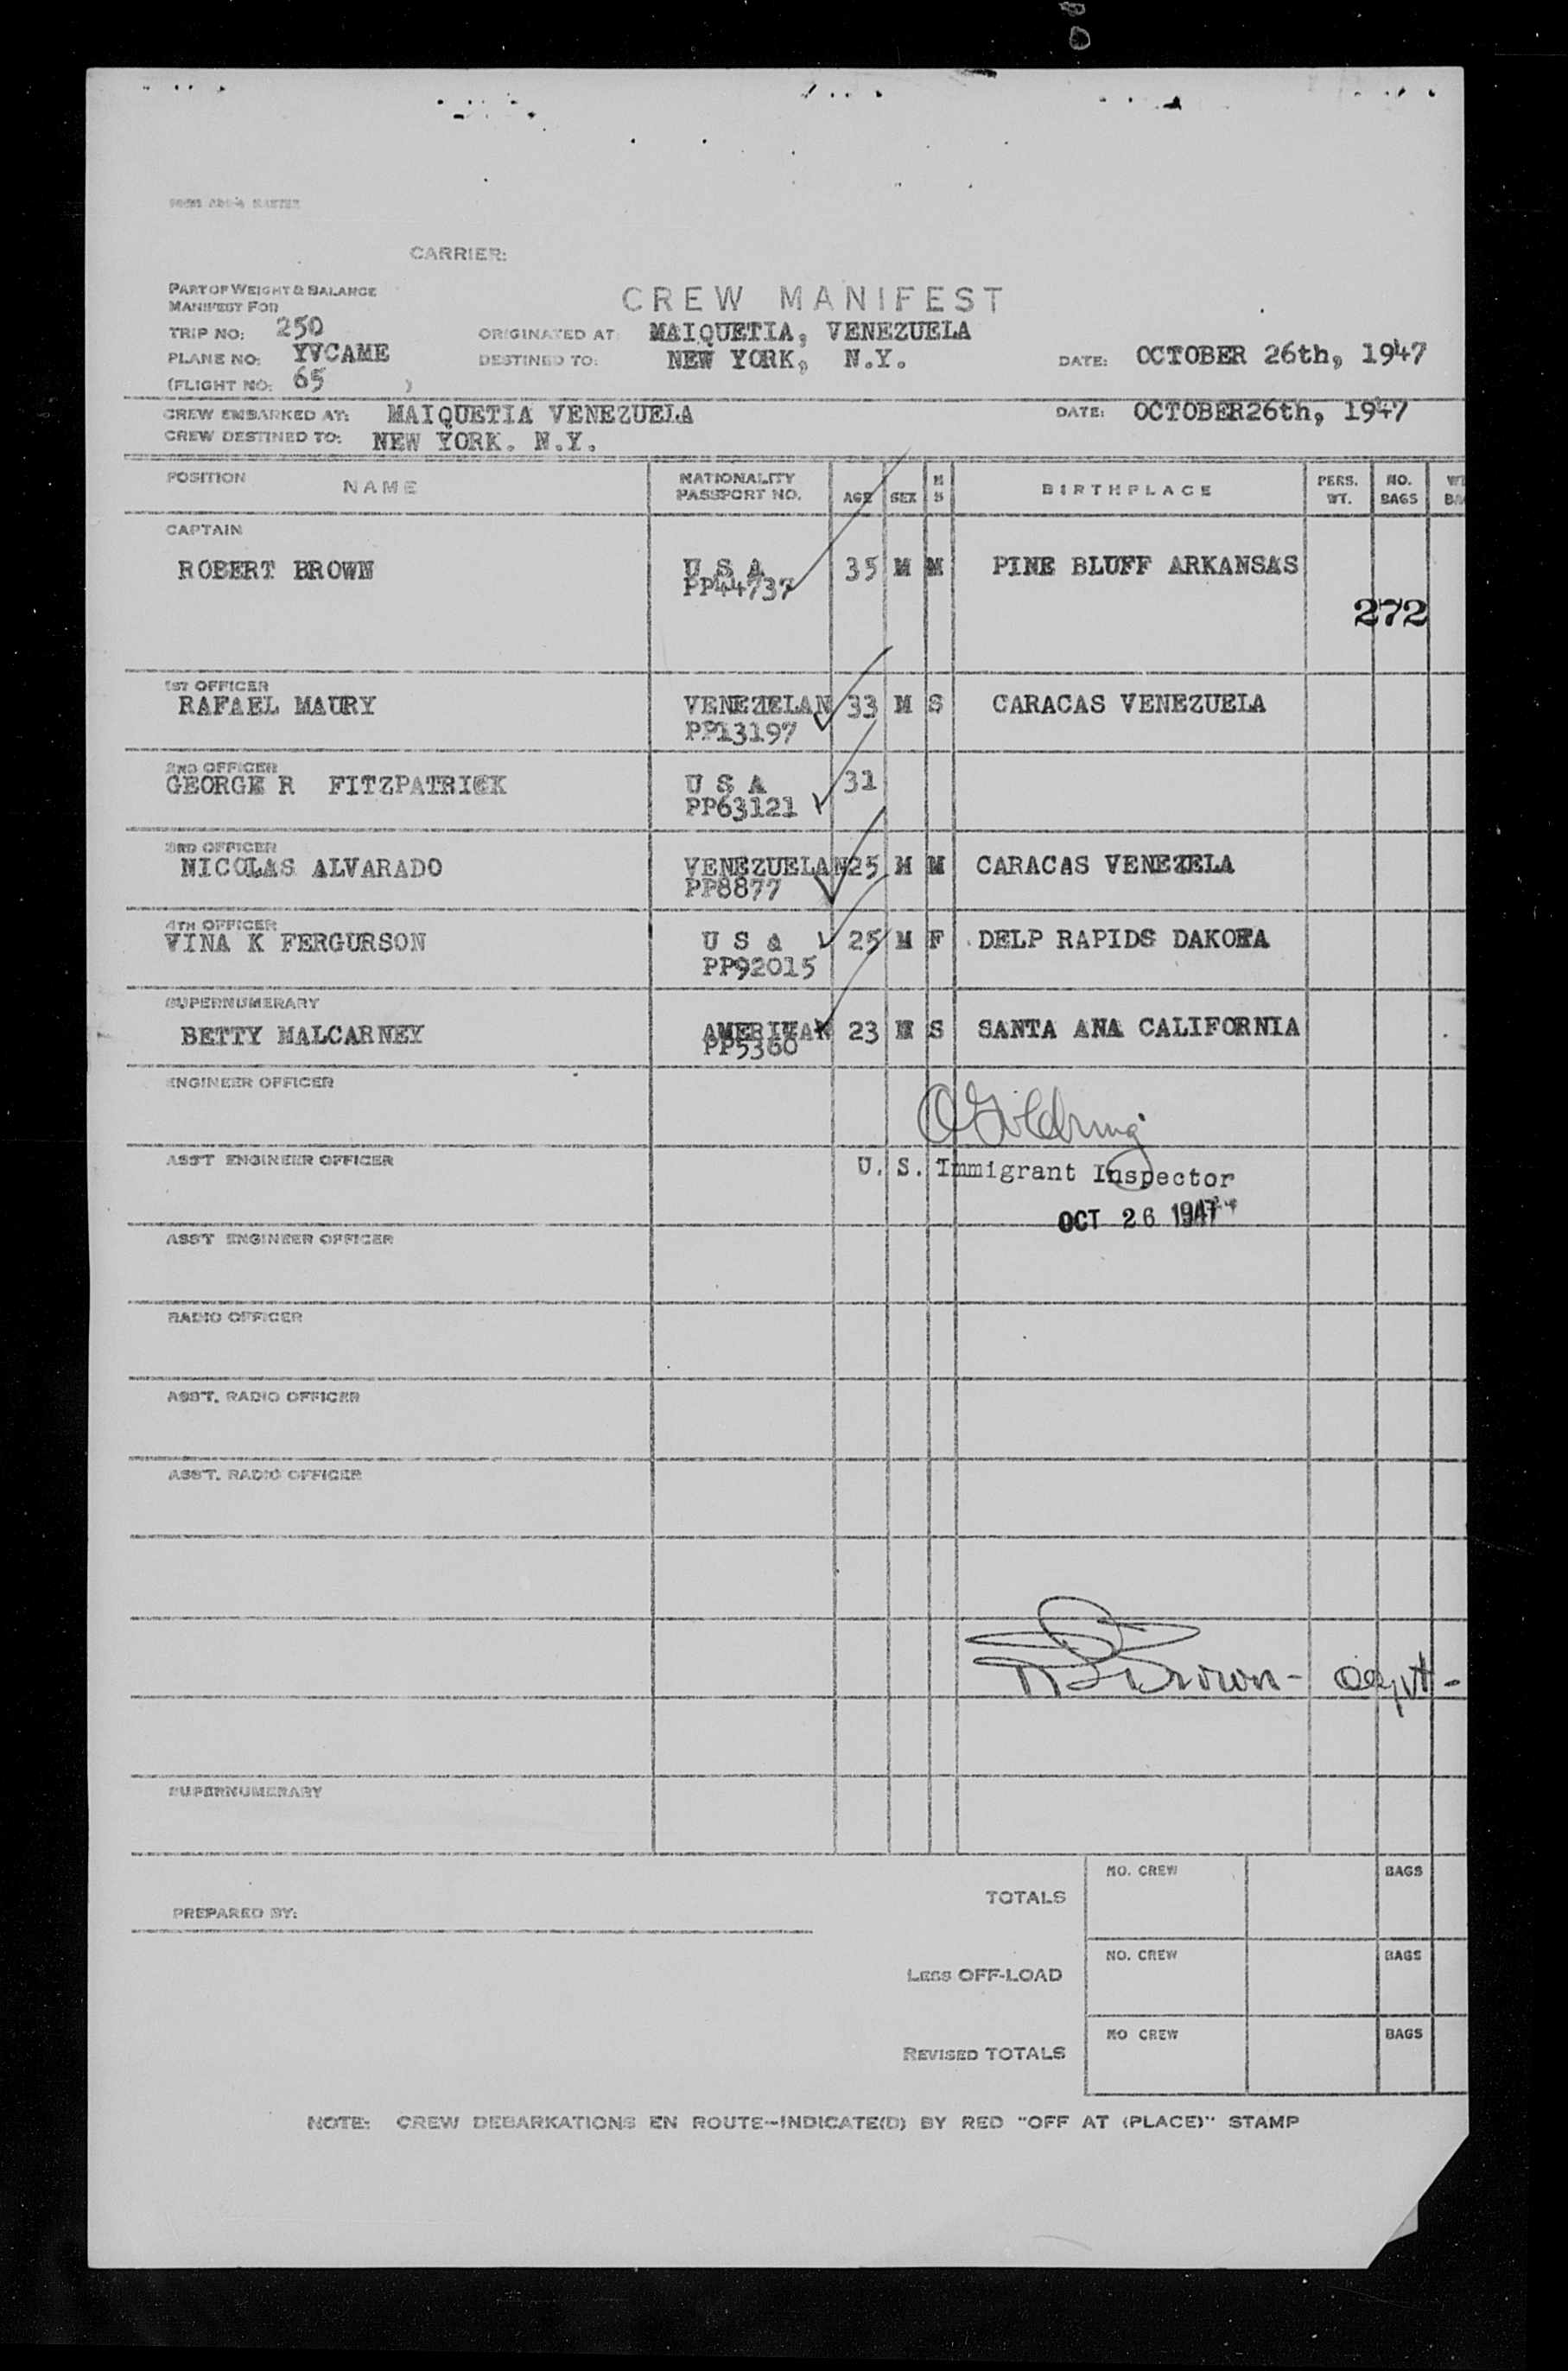 CARRIER:
PART OF WEIGHT & BALANCE
MANIFEST FOR
CREW MANIFEST
TRIP NO: 250 ORIGINATED AT: MAIQUETIA, VENEZUELA
PLANE NO: YVCAME DESTINED TO: NEW YORK, N.Y. DATE: OCTOBER 26th, 1947
(FLIGHT NO: 65 )
CREW EMBARKED AT: MAIQUETIA VENEZUELA DATE: OCTOBER26th, 1947
CREW DESTINED TO: NEW YORK. N.Y.
POSITION NAME NATIONALITY PASSPORT NO. AGE SEX M S BIRTHPLACE PERS. WT. NO. BAGS
CAPTAIN
ROBERT BROWN U S A 35 M M PINE BLUFF ARKANSAS
PP44737
272
1ST OFFICER
RAFAEL MAURY VENEZELAN 33 M S CARACAS VENEZUELA
PP13197
2ND OFFICER
GEORGE R FITZPATRICK U S A 31
PP63121
3RD OFFICER
NICOLAS ALVARADO VENEZUELAN 25 M M CARACAS VENEZELA
PP8877
4TH OFFICER
VINA K FERGURSON U S a 25 M F DELP RAPIDS DAKOTA
PP92015
SUPERNUMERARY
BETTY MALCARNEY 23 S SANTA ANA CALIFORNIA
PP5360
ENGINEER OFFICER
ASS'T ENGINEER OFFICER
U. S. Immigrant Inspector
OCT 26 1947
ASS'T ENGINEER OFFICER
RADIO OFFICER
ASS'T. RADIO OFFICER
ASS'T. RADIO OFFICER
Brown - Capt -
SUPERNUMERARY
TOTALS NO. CREW BAGS
PREPARED BY:
LESS OFF-LOAD NO. CREW BAGS
REVISED TOTALS NO CREW BAGS
NOTE: CREW DEBARKATIONS EN ROUTE--INDICATE(D) BY RED "OFF AT (PLACE)" STAMP